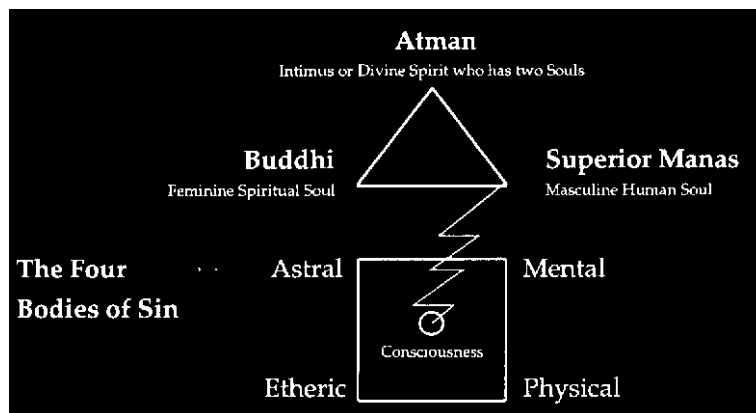 Atman
Intimus or Divine Spirit who has two Souls
Buddhi
Feminine Spiritual Soul
Superior Manas
Masculine Human Soul
The Four
Bodies of Sin
Astral
Mental
Consciousness
Etheric
Physical